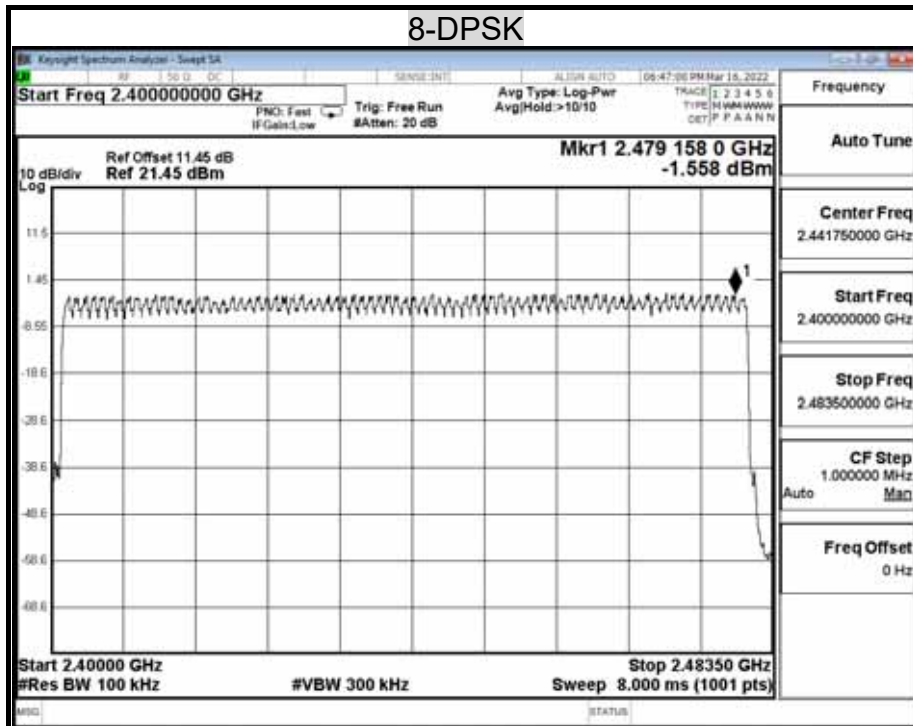 8-DPSK
Keysight Spectrum Analyzer - Swept SA
RF 50 Ω DC SENSE:INT ALIGN AUTO 06:47:00 PM Mar 16, 2022
Start Freq 2.400000000 GHz
PNO: Fast
IFGain:Low
Trig: Free Run
#Atten: 20 dB
Avg Type: Log-Pwr
Avg|Hold:>10/10
TRACE 1 2 3 4 5 6
TYPE
DET P P A A N N
Frequency
Auto Tune
Center Freq
2.441750000 GHz
Start Freq
2.400000000 GHz
Stop Freq
2.483500000 GHz
CF Step
1.000000 MHz
Auto Man
Freq Offset
0 Hz
Ref Offset 11.45 dB
10 dB/div Ref 21.45 dBm
Log
Mkr1 2.479 158 0 GHz
-1.558 dBm
11.5
1.45
1
-8.55
-18.6
-28.6
-38.6
-48.6
-58.6
-68.6
Start 2.40000 GHz Stop 2.48350 GHz
#Res BW 100 kHz #VBW 300 kHz Sweep 8.000 ms (1001 pts)
MSG STATUS